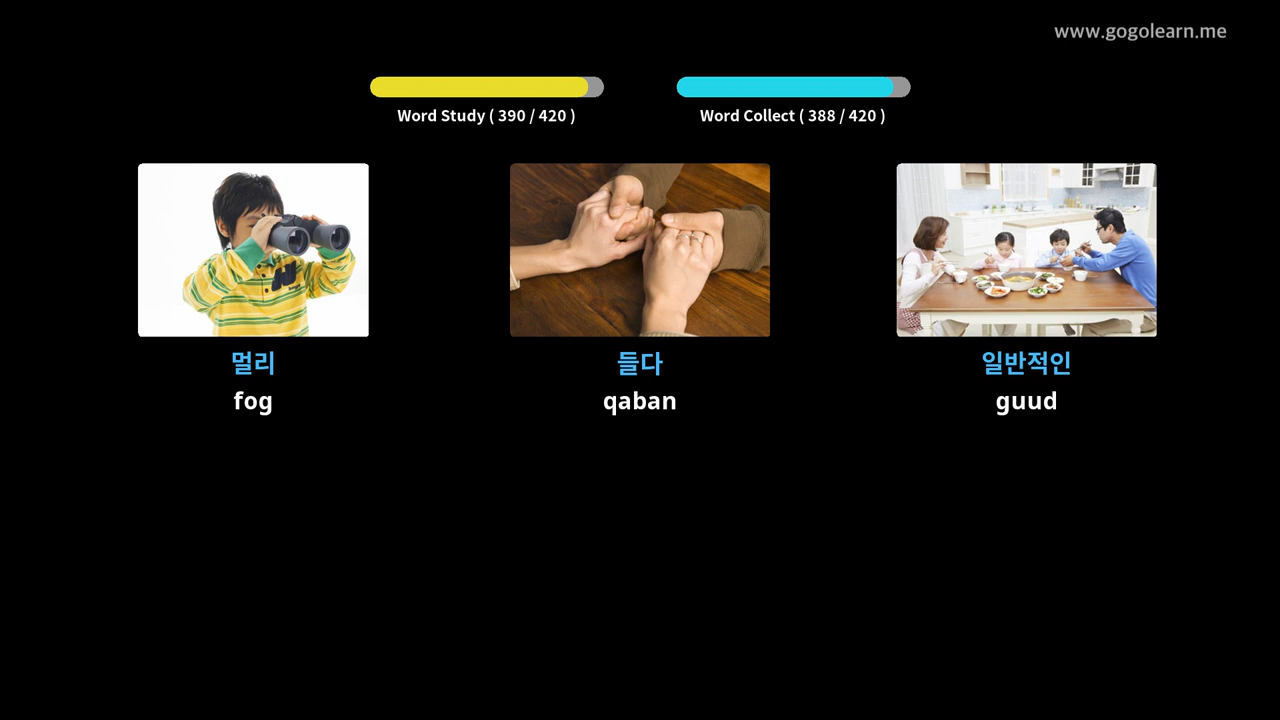 www.gogolearn.me
Word Study ( 390 / 420 )
Word Collect ( 388 / 420 )
멀리
fog
들다
qaban
일반적인
guud